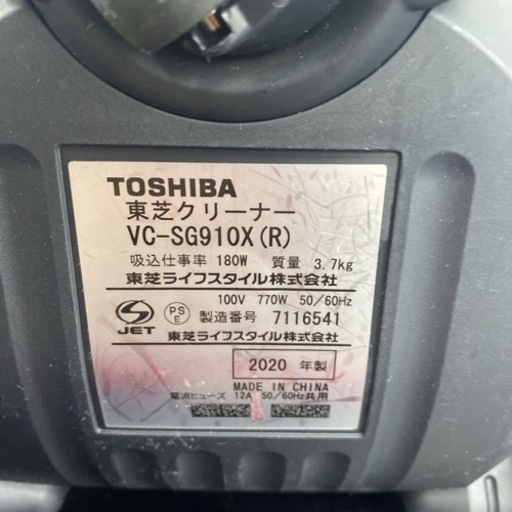 TOSHIBA
東芝クリーナー
VC-SG910X(R)
吸込仕事率 180W 質量 3.7kg
東芝ライフスタイル株式会社
100V 770W 50/60Hz
JET
PS E 製造番号 7116541
東芝ライフスタイル株式会社
2020 年製
MADE IN CHINA
電流ヒューズ 12A 50/60Hz共用